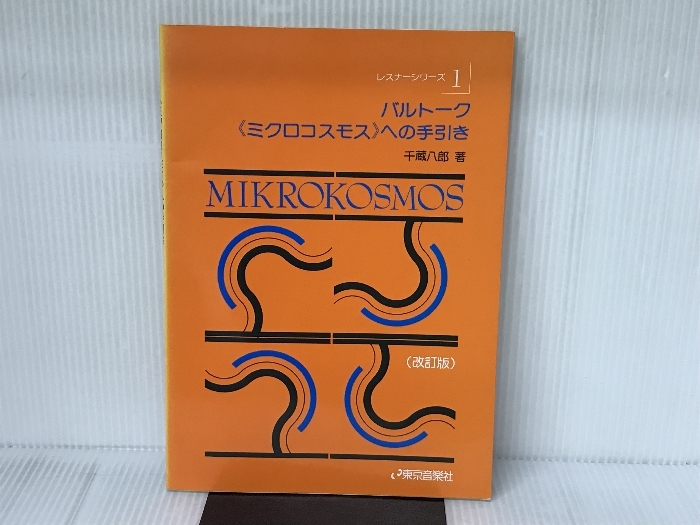 レスナーシリーズ 1
バルトーク
《ミクロコスモス》への手引き
千蔵八郎 著
MIKROKOSMOS
（改訂版）
東京音楽社